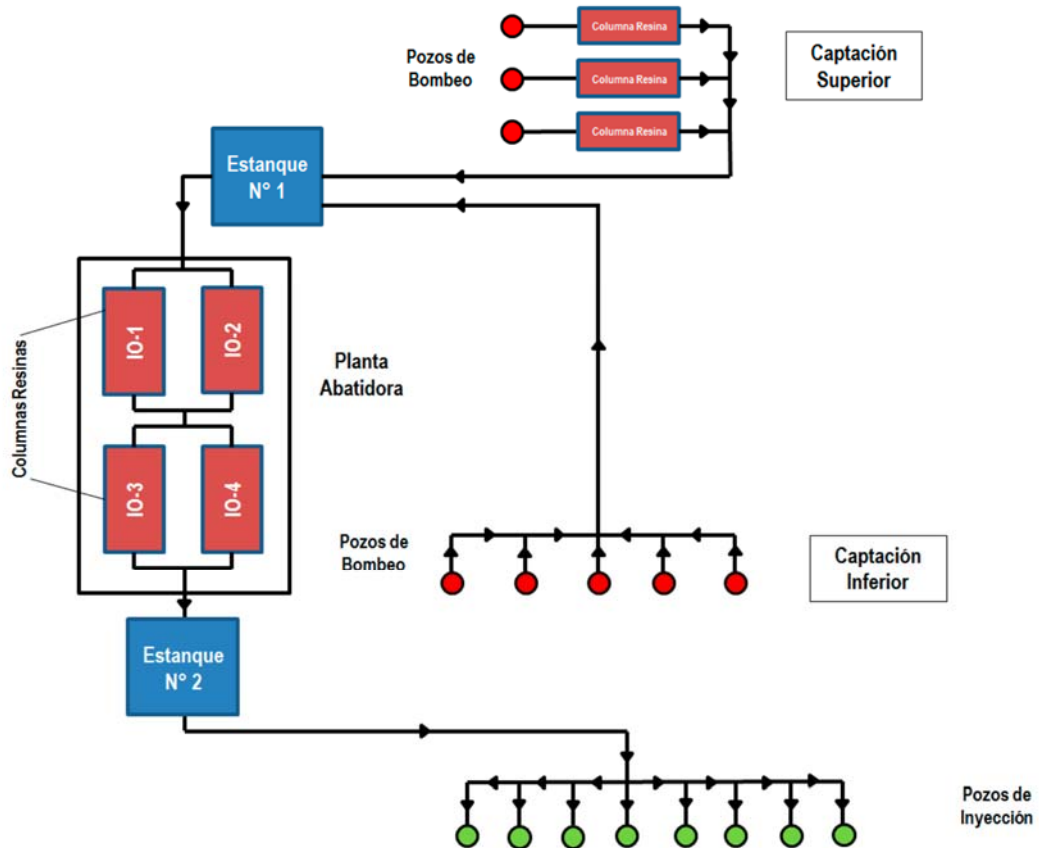 Columna Resina
Pozos de
Bombeo
Columna Resina
Columna Resina
Captación
Superior
Estanque
N° 1
IO-1
IO-2
Columnas Resinas
Planta
Abatidora
IO-3
IO-4
Pozos de
Bombeo
Captación
Inferior
Estanque
N° 2
Pozos de
Inyección